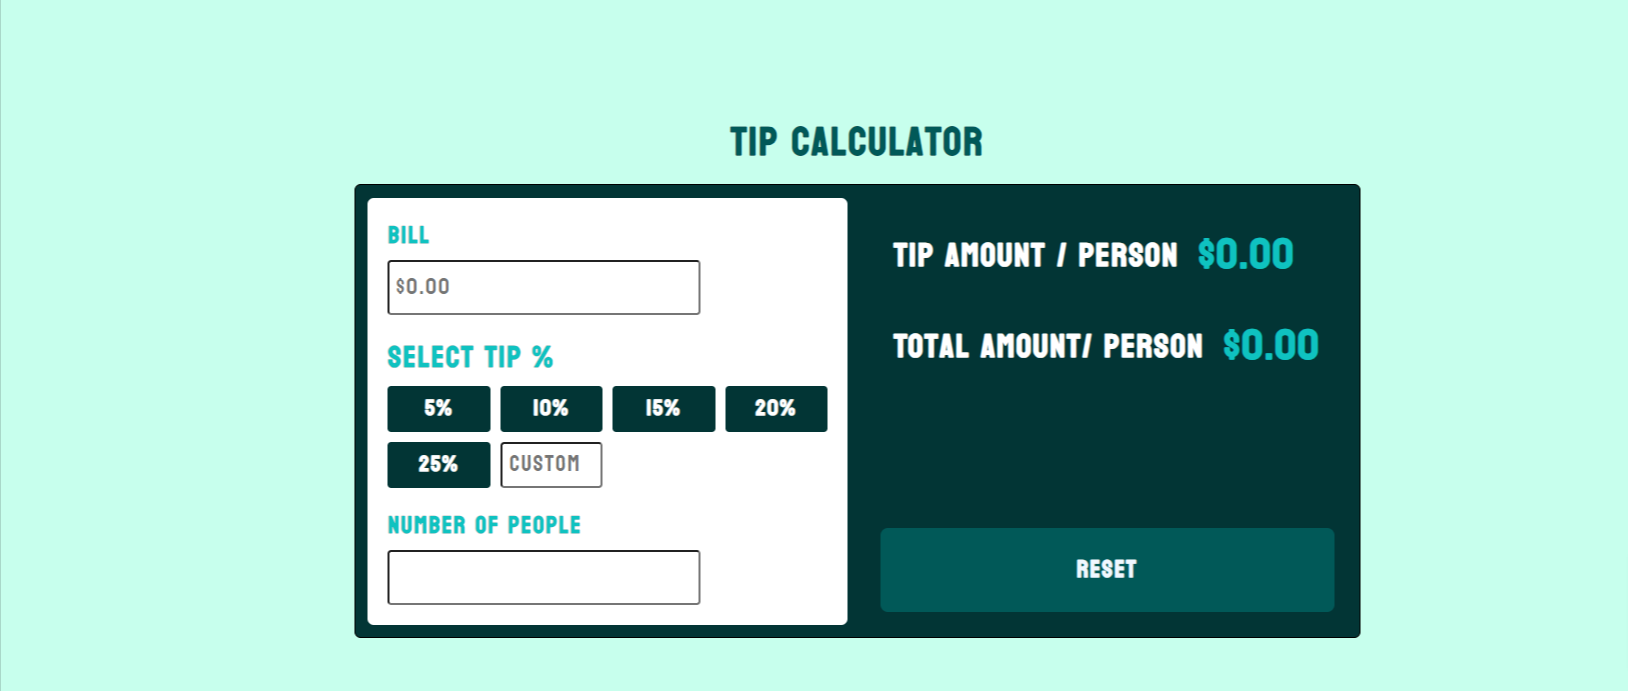 TIP CALCULATOR
BILL
$0.00
SELECT TIP %
5% 10% 15% 20%
25% CUSTOM
NUMBER OF PEOPLE
TIP AMOUNT / PERSON $0.00
TOTAL AMOUNT/ PERSON $0.00
RESET